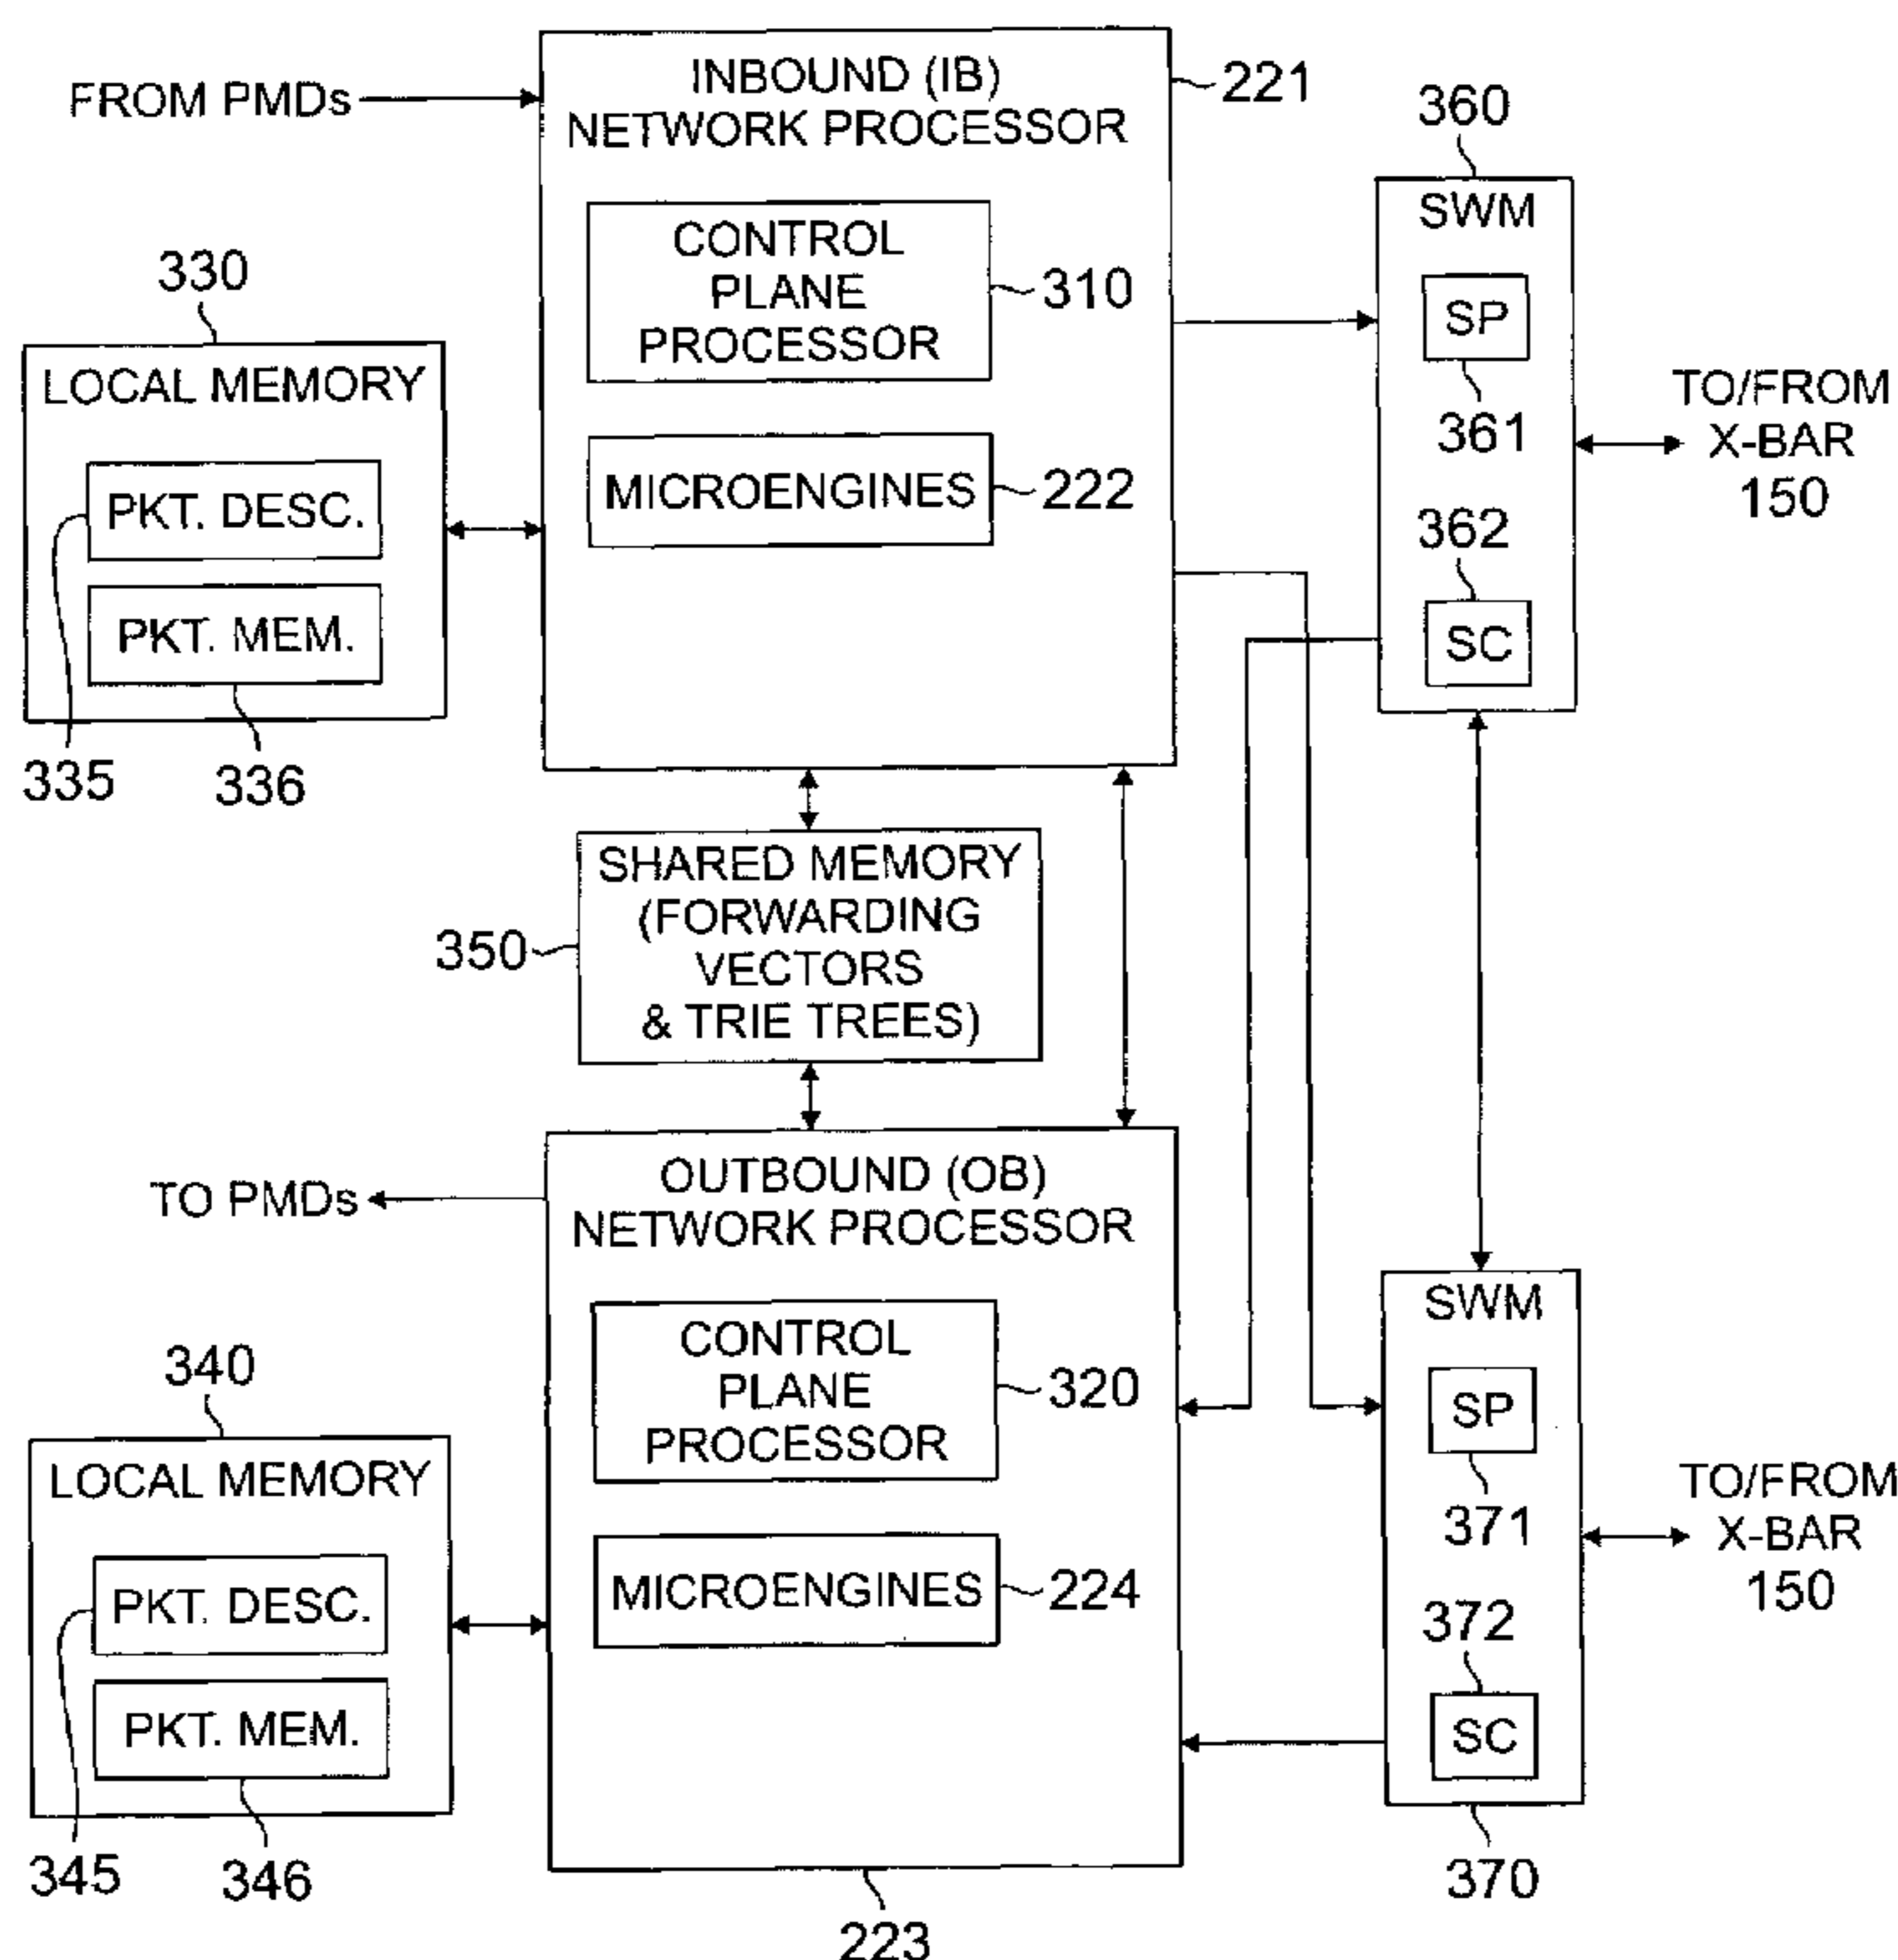 FROM PMDs
INBOUND (IB)
NETWORK PROCESSOR
221
CONTROL
PLANE
PROCESSOR
310
MICROENGINES
222
330
LOCAL MEMORY
PKT. DESC.
PKT. MEM.
335
336
360
SWM
SP
361
362
SC
TO/FROM
X-BAR
150
350
SHARED MEMORY
(FORWARDING
VECTORS
& TRIE TREES)
TO PMDs
OUTBOUND (OB)
NETWORK PROCESSOR
CONTROL
PLANE
PROCESSOR
320
MICROENGINES
224
223
340
LOCAL MEMORY
PKT. DESC.
PKT. MEM.
345
346
SWM
SP
371
372
SC
370
TO/FROM
X-BAR
150